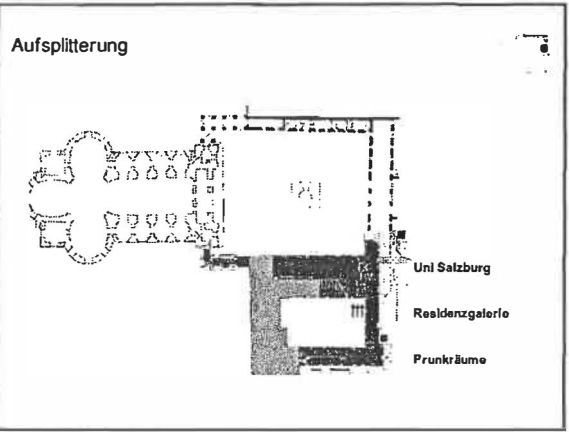 Aufsplitterung
Uni Salzburg
Residenzgalerie
Prunkräume